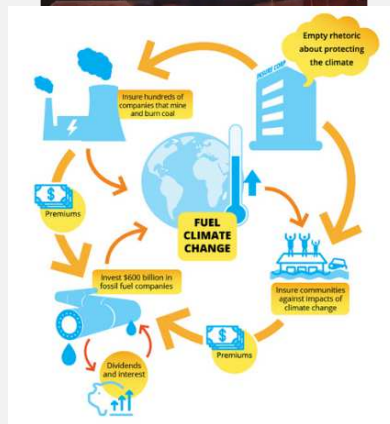 Empty rhetoric
about protecting
the climate
INSURE CORP
Insure hundreds of
companies that mine
and burn coal
$
Premiums
FUEL
CLIMATE
CHANGE
Invest $600 billion in
fossil fuel companies
Insure communities
against impacts of
climate change
$
Premiums
Dividends
and interest